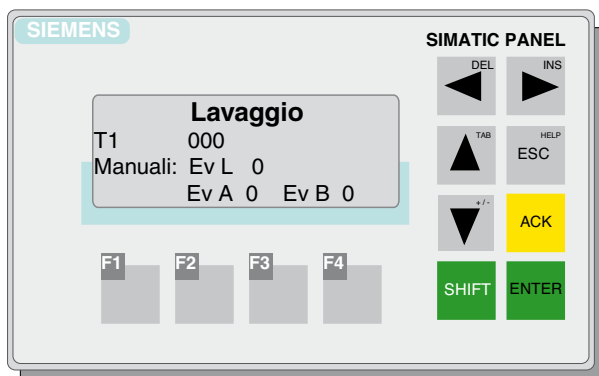 SIEMENS
SIMATIC PANEL
DEL
INS
Lavaggio
T1 000
Manuali: Ev L 0
Ev A 0 Ev B 0
TAB
HELP
ESC
+/-
ACK
F1 F2 F3 F4
SHIFT
ENTER